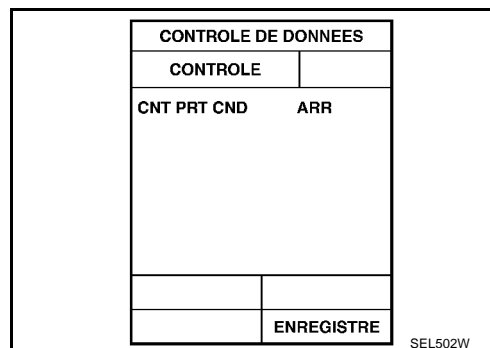 CONTROLE DE DONNEES
CONTROLE
CNT PRT CND ARR
ENREGISTRE
SEL502W